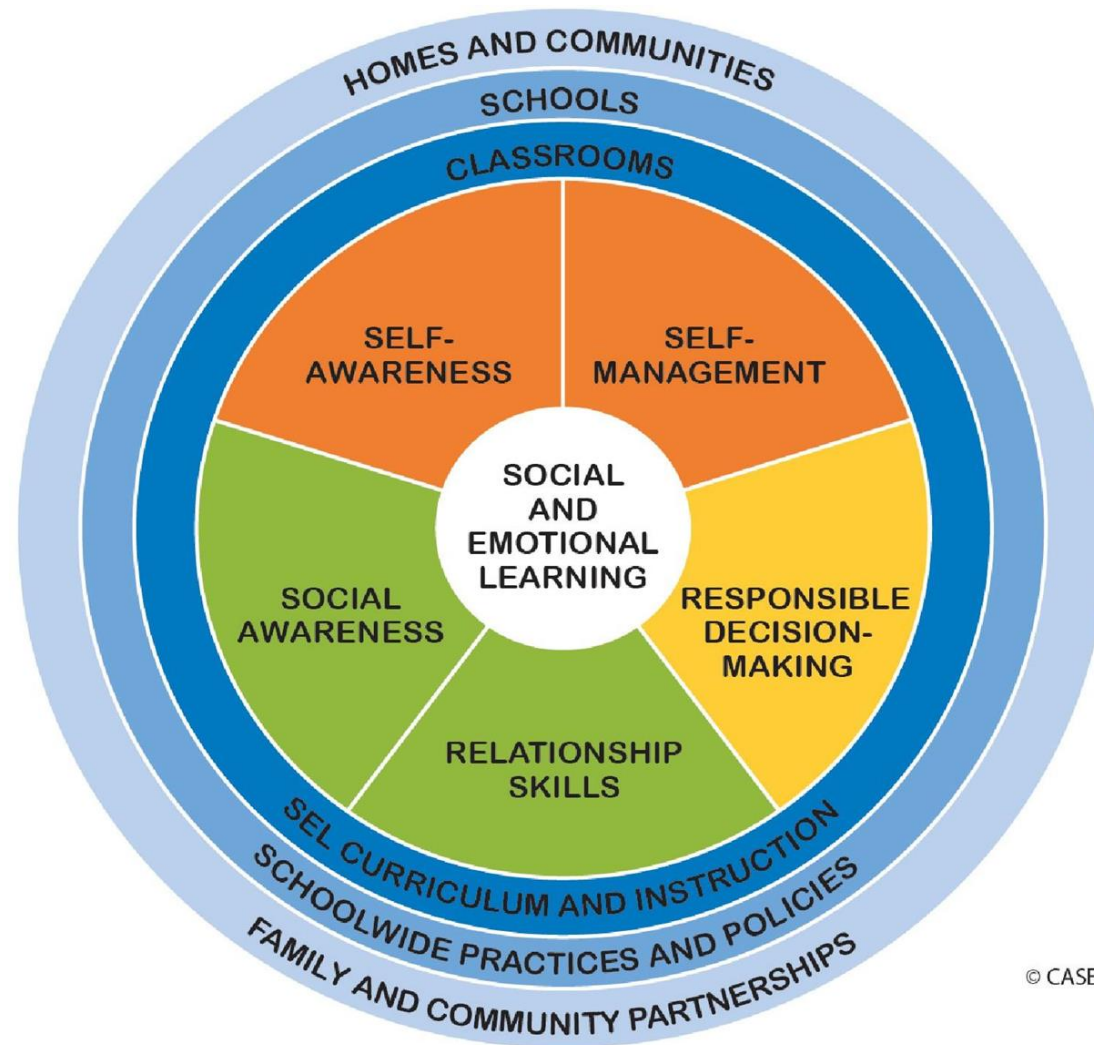 HOMES AND COMMUNITIES
SCHOOLS
CLASSROOMS
SELF-
AWARENESS
SELF-
MANAGEMENT
SOCIAL
AND
EMOTIONAL
LEARNING
SOCIAL
AWARENESS
RESPONSIBLE
DECISION-
MAKING
RELATIONSHIP
SKILLS
SEL CURRICULUM AND INSTRUCTION
SCHOOLWIDE PRACTICES AND POLICIES
FAMILY AND COMMUNITY PARTNERSHIPS
©